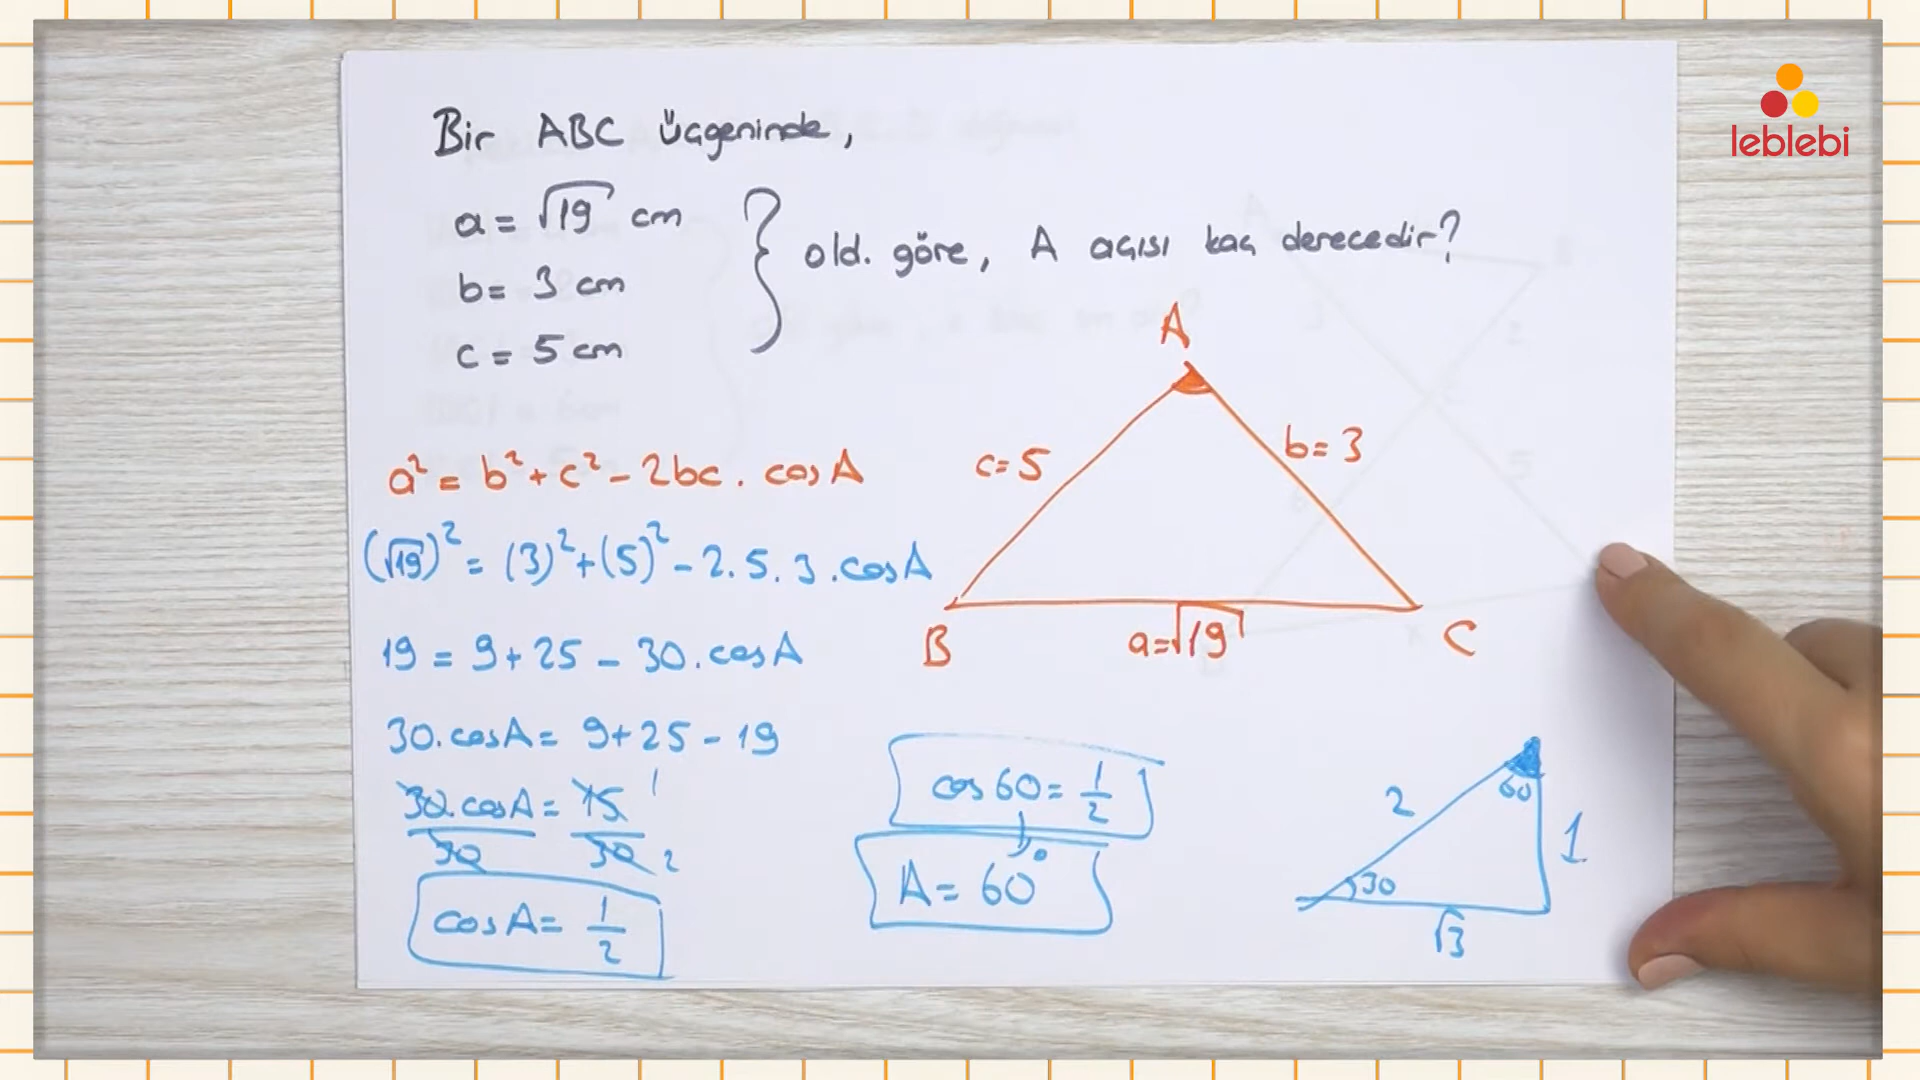 leblebi
Bir ABC üçgeninde,
a = √19 cm
b = 3 cm
c = 5 cm
old. göre, A açısı kaç derecedir?
A
c = 5
b = 3
B
a = √19
C
a² = b² + c² - 2bc . cos A
(√19)² = (3)² + (5)² - 2.5.3.cos A
19 = 9 + 25 - 30.cos A
30.cos A = 9 + 25 - 19
30.cos A = 15 1
30 30 2
cos A = 1/2
cos 60 = 1/2
A = 60°
2
60
1
30
√3